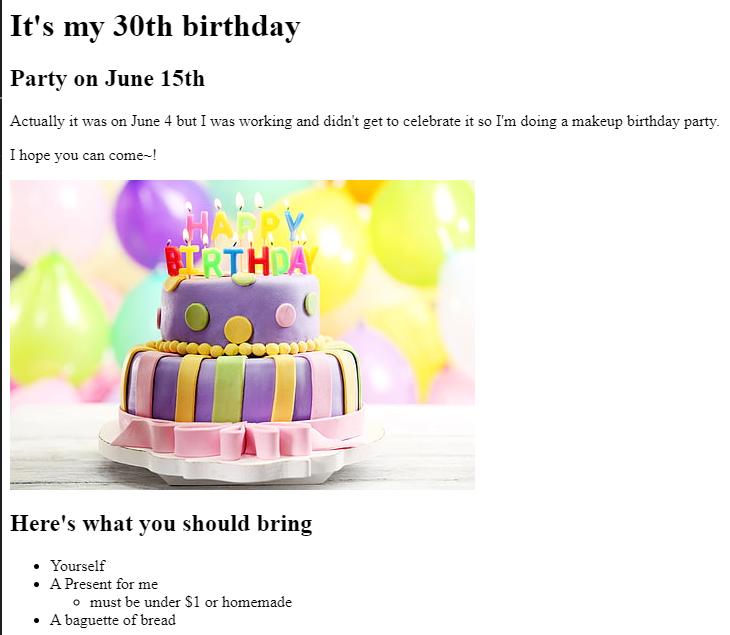 It's my 30th birthday
Party on June 15th
Actually it was on June 4 but I was working and didn't get to celebrate it so I'm doing a makeup birthday party.
I hope you can come~!
HAPPY
BIRTHDAY
Here's what you should bring
Yourself
A Present for me
must be under $1 or homemade
A baguette of bread